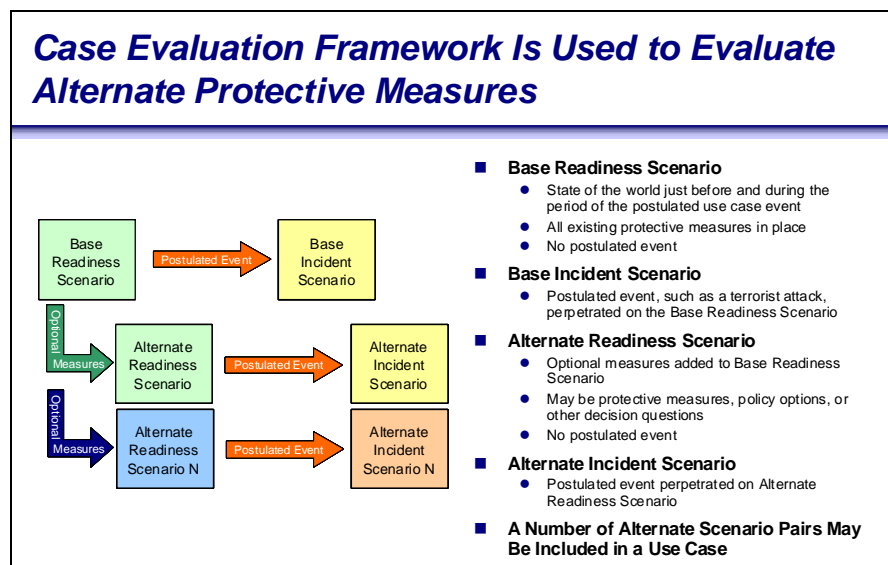 Case Evaluation Framework Is Used to Evaluate
Alternate Protective Measures
Base
Readiness
Scenario
Postulated Event
Base
Incident
Scenario
Optional
Measures
Alternate
Readiness
Scenario
Postulated Event
Alternate
Incident
Scenario
Optional
Measures
Alternate
Readiness
Scenario N
Postulated Event
Alternate
Incident
Scenario N
Base Readiness Scenario
State of the world just before and during the
period of the postulated use case event
All existing protective measures in place
No postulated event
Base Incident Scenario
Postulated event, such as a terrorist attack,
perpetrated on the Base Readiness Scenario
Alternate Readiness Scenario
Optional measures added to Base Readiness
Scenario
May be protective measures, policy options, or
other decision questions
No postulated event
Alternate Incident Scenario
Postulated event perpetrated on Alternate
Readiness Scenario
A Number of Alternate Scenario Pairs May
Be Included in a Use Case